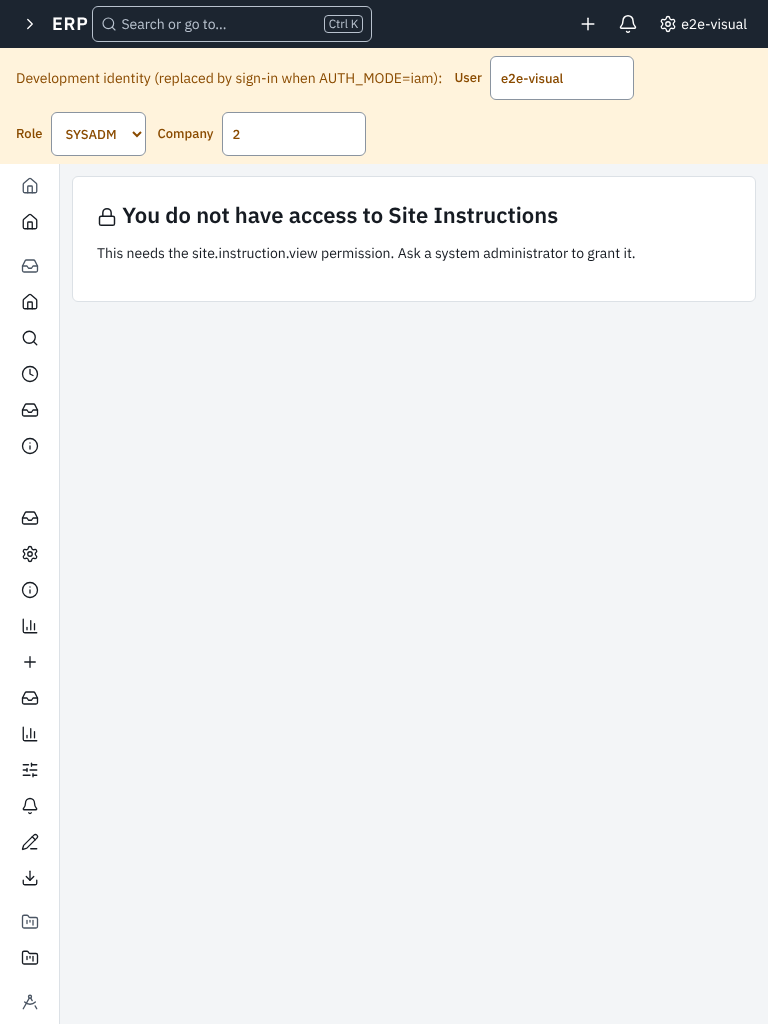 ERP Search or go to... Ctrl K e2e-visual
Development identity (replaced by sign-in when AUTH_MODE=iam): User e2e-visual
Role SYSADM Company 2
You do not have access to Site Instructions
This needs the site.instruction.view permission. Ask a system administrator to grant it.